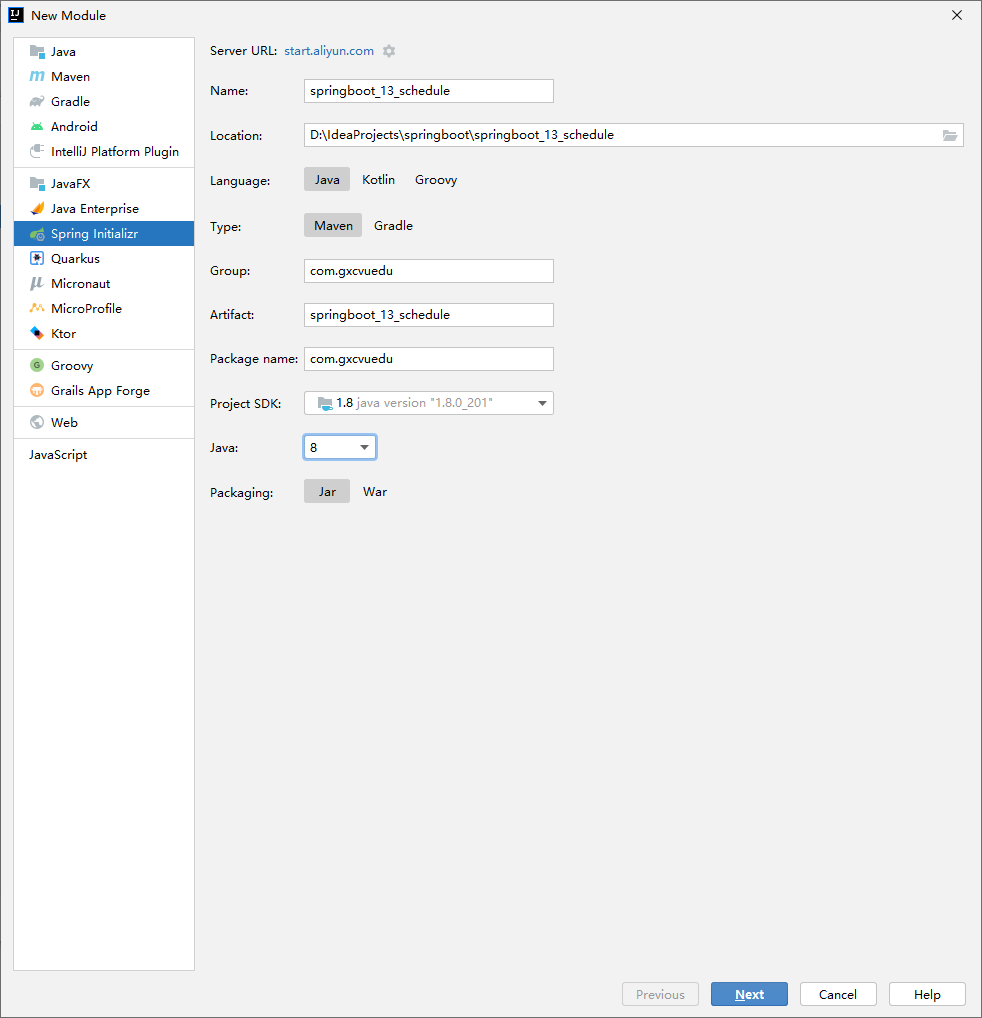 New Module
Java
Maven
Gradle
Android
IntelliJ Platform Plugin
JavaFX
Java Enterprise
Spring Initializr
Quarkus
Micronaut
MicroProfile
Ktor
Groovy
Grails App Forge
Web
JavaScript
Server URL: start.aliyun.com
Name: springboot_13_schedule
Location: D:\IdeaProjects\springboot\springboot_13_schedule
Language: Java Kotlin Groovy
Type: Maven Gradle
Group: com.gxcvuedu
Artifact: springboot_13_schedule
Package name: com.gxcvuedu
Project SDK: 1.8 java version "1.8.0_201"
Java: 8
Packaging: Jar War
Previous Next Cancel Help